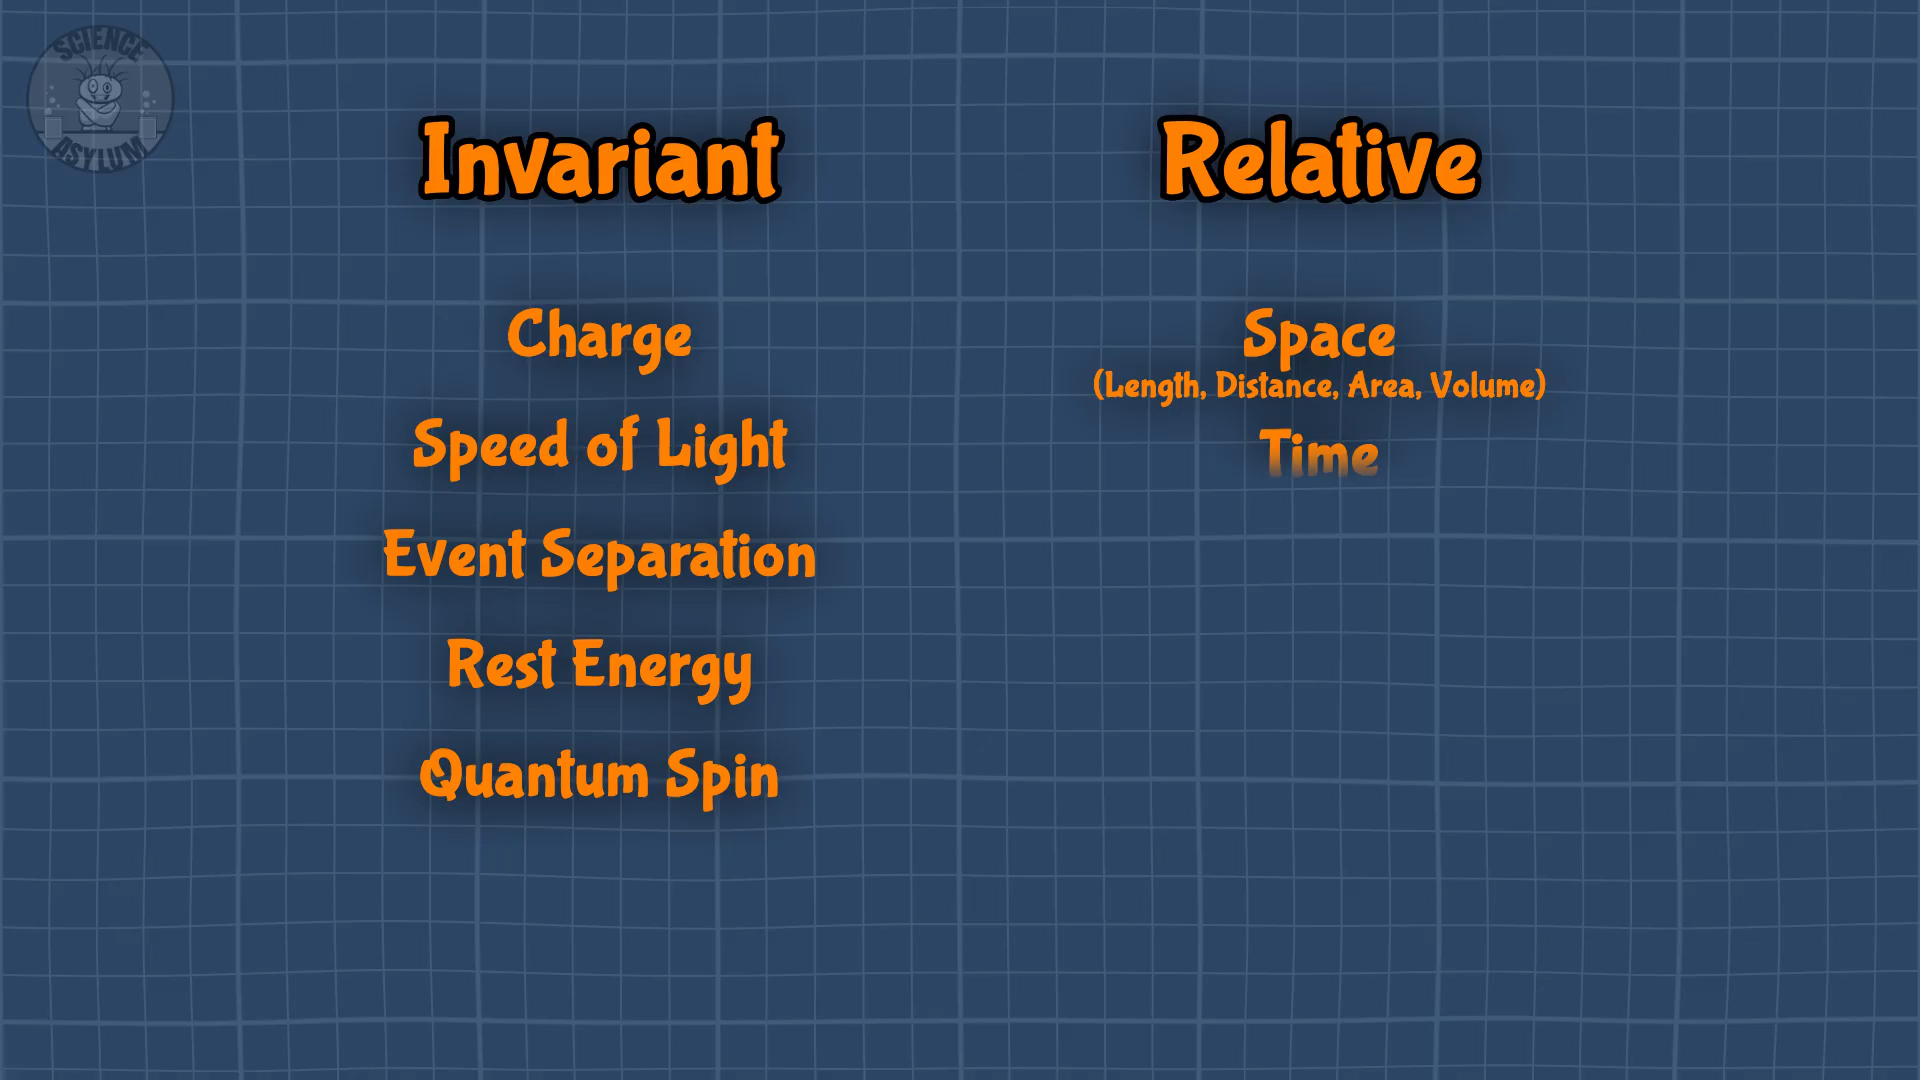 SCIENCE
ASYLUM
Invariant
Relative
Charge
Speed of Light
Event Separation
Rest Energy
Quantum Spin
Space
(Length, Distance, Area, Volume)
Time